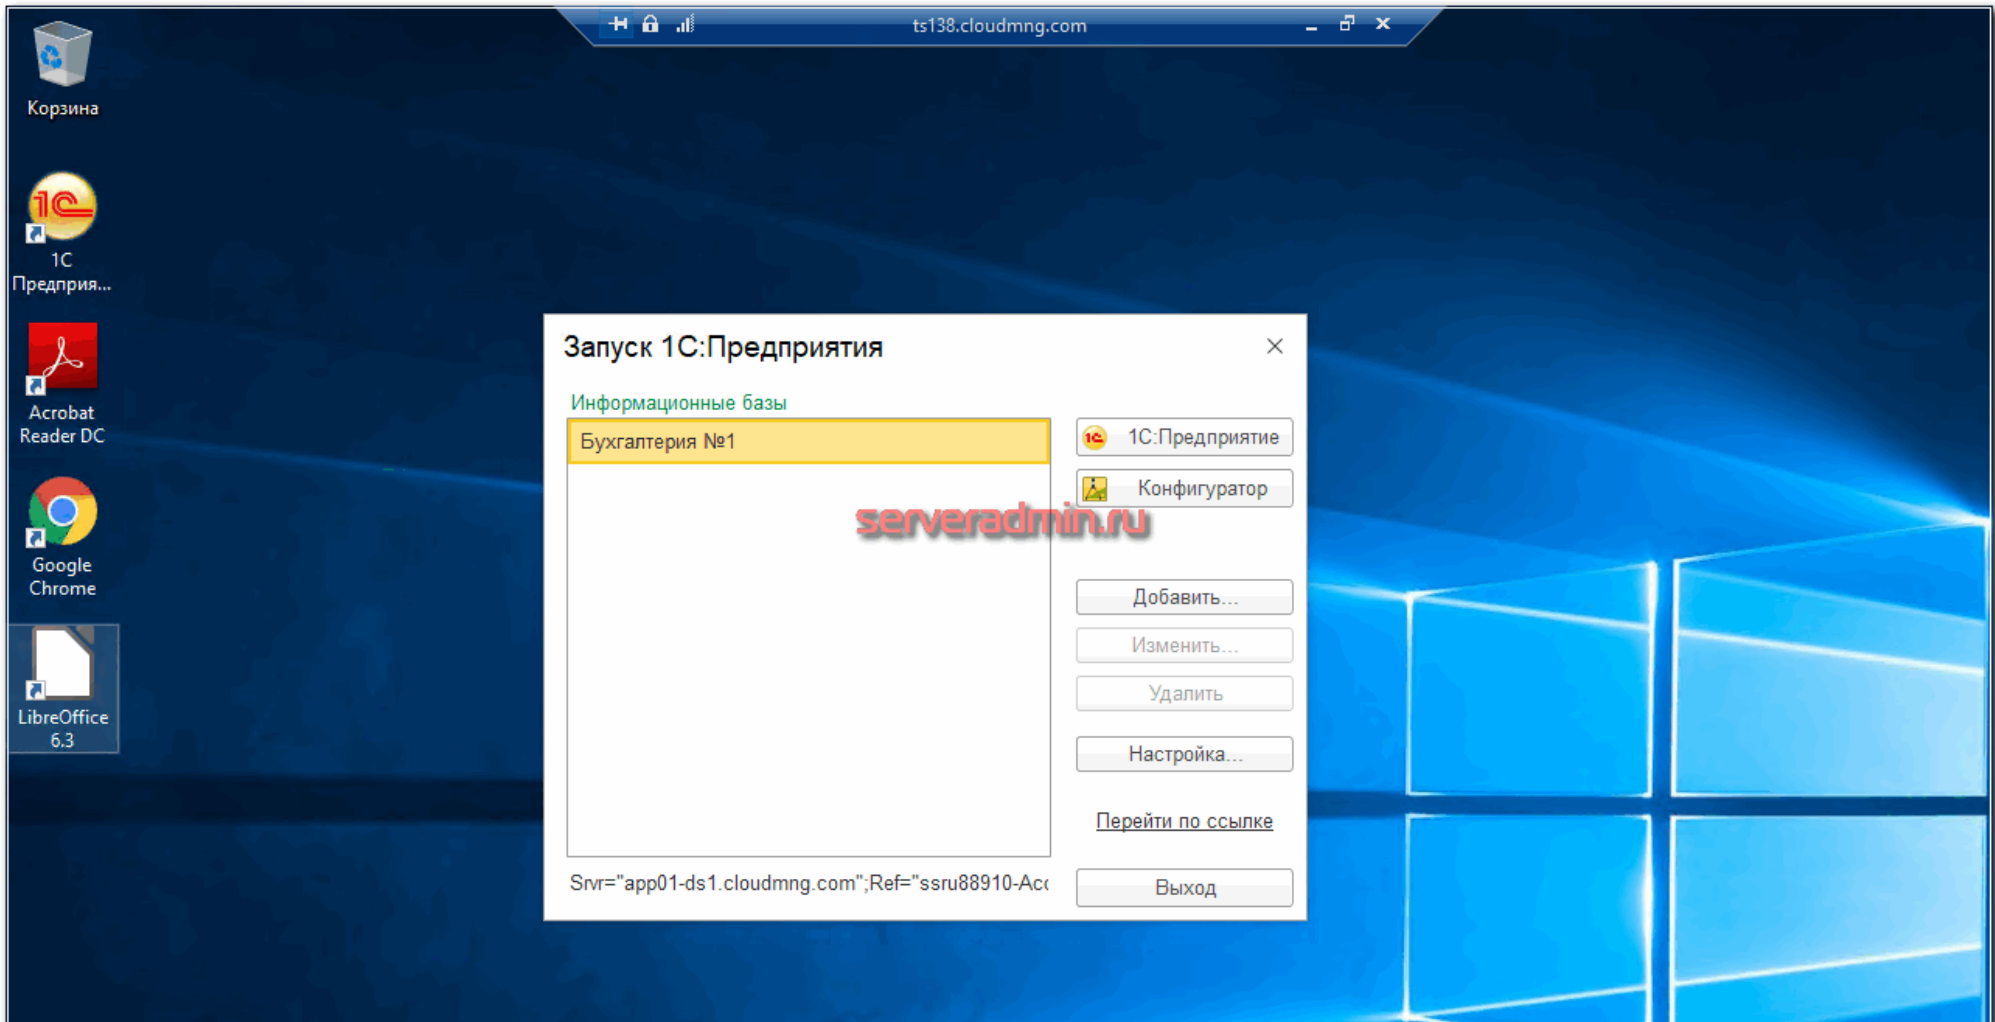 ts138.cloudmng.com
Корзина
1C
Предприя...
Acrobat
Reader DC
Google
Chrome
LibreOffice
6.3
Запуск 1С:Предприятия
Информационные базы
Бухгалтерия №1
1С:Предприятие
Конфигуратор
serveradmin.ru
Добавить...
Изменить...
Удалить
Настройка...
Перейти по ссылке
Srvr="app01-ds1.cloudmng.com";Ref="ssru88910-Acc
Выход